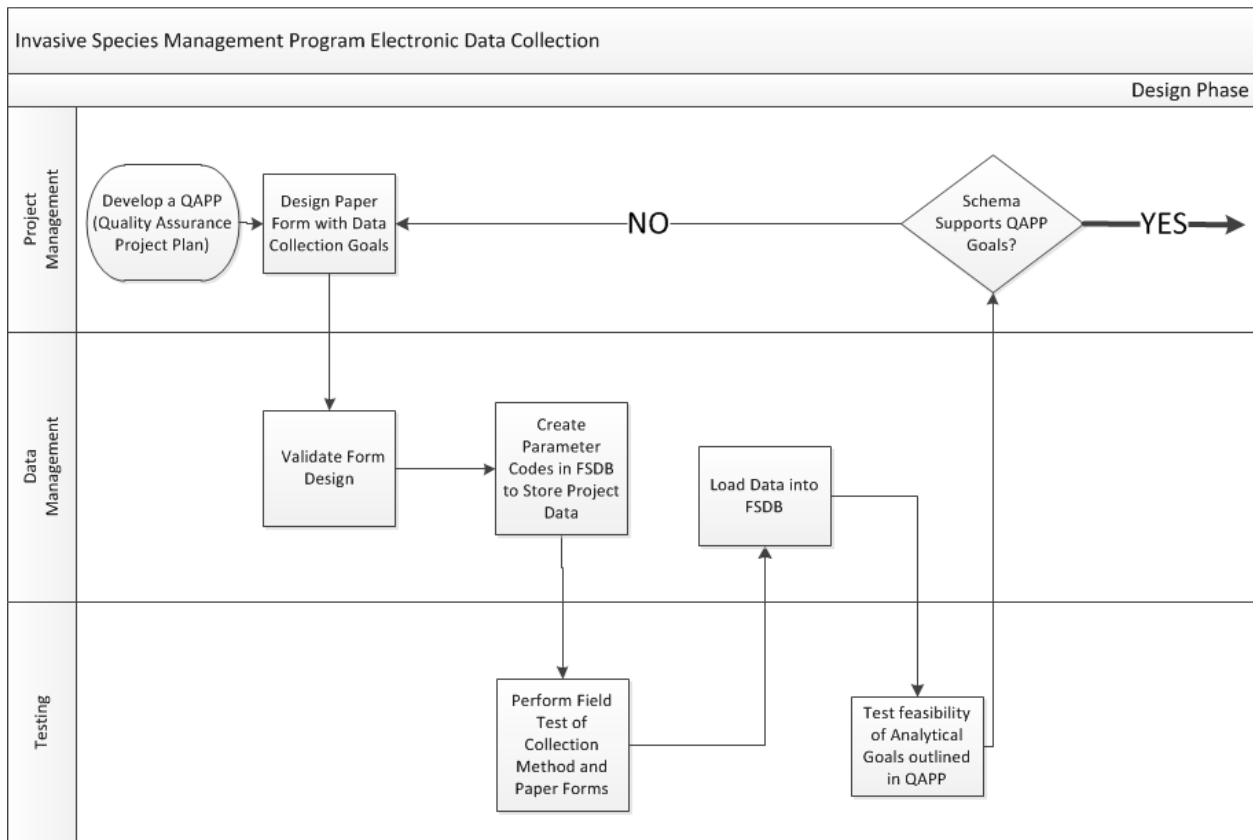 Invasive Species Management Program Electronic Data Collection
Design Phase
Project
Management
Develop a QAPP
(Quality Assurance
Project Plan)
Design Paper
Form with Data
Collection Goals
NO
Schema
Supports QAPP
Goals?
YES
Data
Management
Validate Form
Design
Create
Parameter
Codes in FSDB
to Store Project
Data
Load Data into
FSDB
Testing
Perform Field
Test of
Collection
Method and
Paper Forms
Test feasibility
of Analytical
Goals outlined
in QAPP